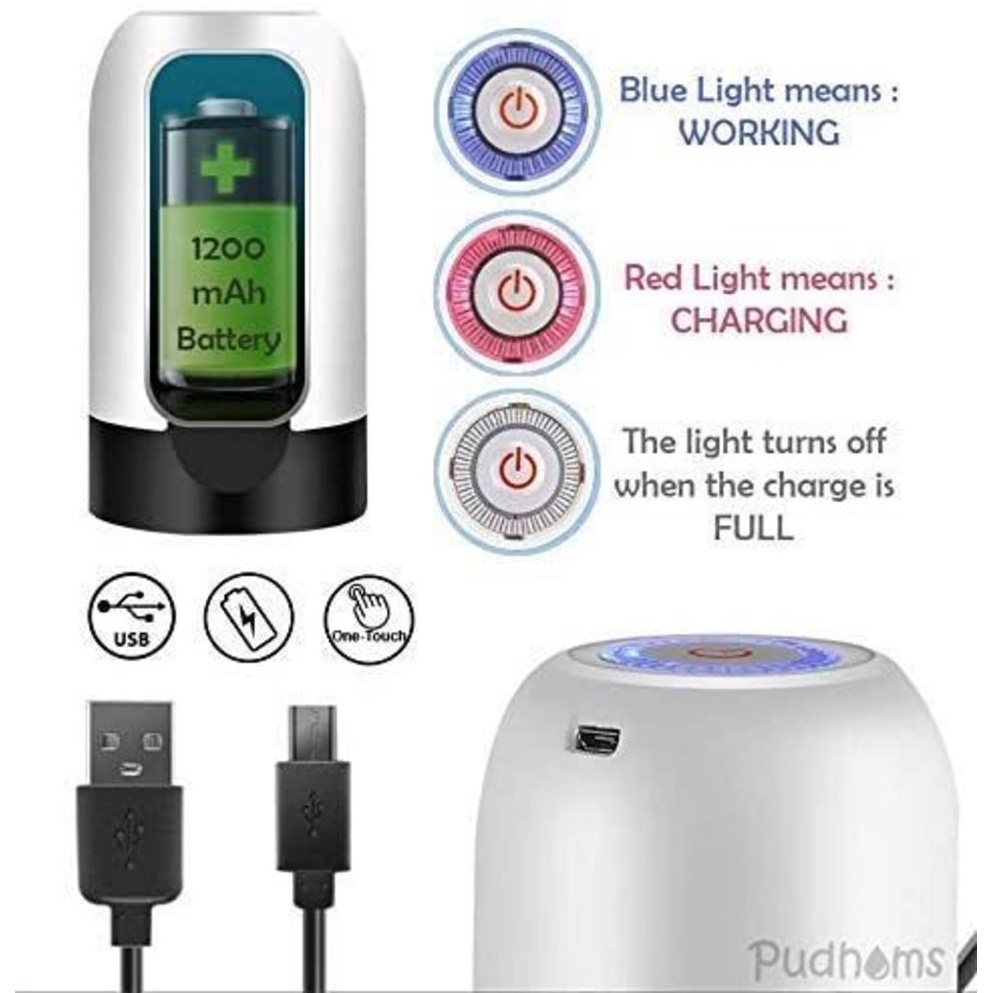 1200
mAh
Battery
Blue Light means :
WORKING
Red Light means :
CHARGING
The light turns off
when the charge is
FULL
USB
One-Touch
Pudhoms